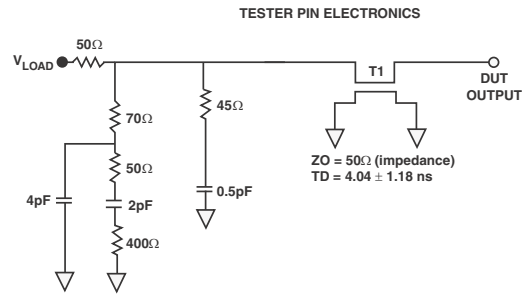 TESTER PIN ELECTRONICS
50Ω
VLOAD
T1
DUT
OUTPUT
70Ω
45Ω
50Ω
ZO = 50Ω (impedance)
TD = 4.04 ± 1.18 ns
4pF
2pF
0.5pF
400Ω